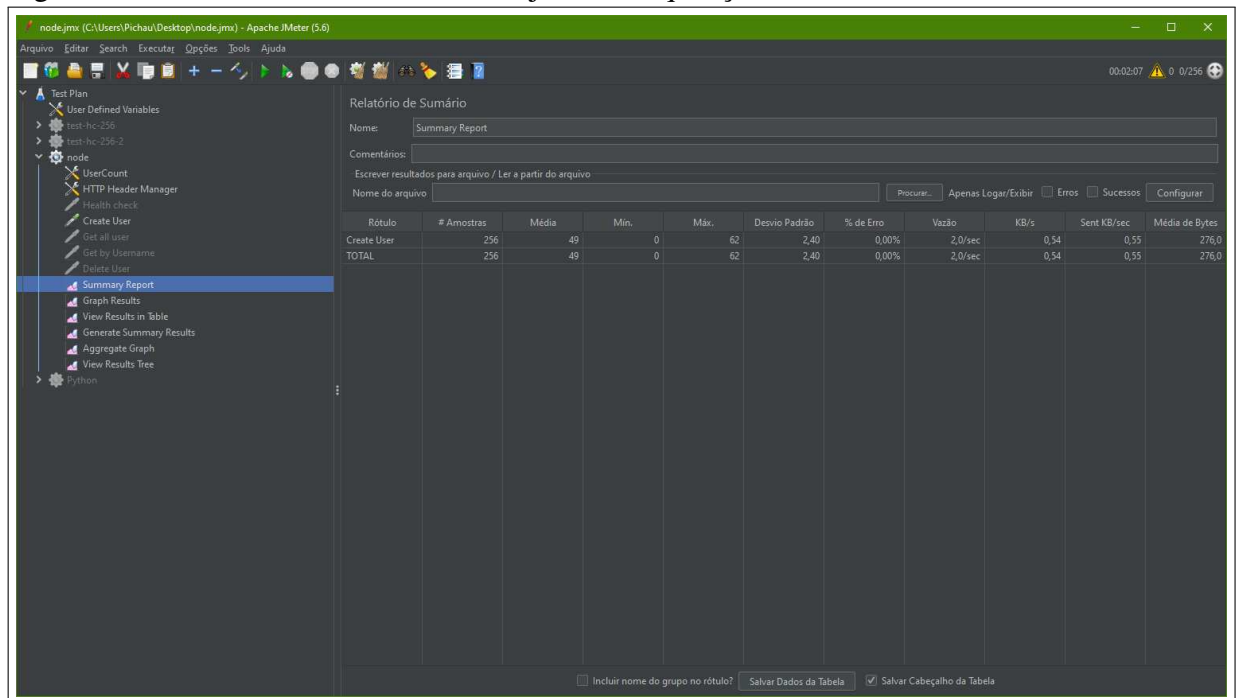 node.jmx (C:\Users\Pichau\Desktop\node.jmx) - Apache JMeter (5.6)
Arquivo Editar Search Executar Opções Tools Ajuda
00:02:07 0 0/256
Test Plan
User Defined Variables
test-hc-256
test-hc-256-2
node
UserCount
HTTP Header Manager
Health check
Create User
Get all user
Get by Username
Delete User
Summary Report
Graph Results
View Results in Table
Generate Summary Results
Aggregate Graph
View Results Tree
Python
Relatório de Sumário
Nome: Summary Report
Comentários:
Escrever resultados para arquivo / Ler a partir do arquivo
Nome do arquivo Procurar... Apenas Logar/Exibir Erros Sucessos Configurar
Rótulo # Amostras Média Mín. Máx. Desvio Padrão % de Erro Vazão KB/s Sent KB/sec Média de Bytes
Create User 256 49 0 62 2,40 0,00% 2,0/sec 0,54 0,55 276,0
TOTAL 256 49 0 62 2,40 0,00% 2,0/sec 0,54 0,55 276,0
Incluir nome do grupo no rótulo? Salvar Dados da Tabela Salvar Cabeçalho da Tabela